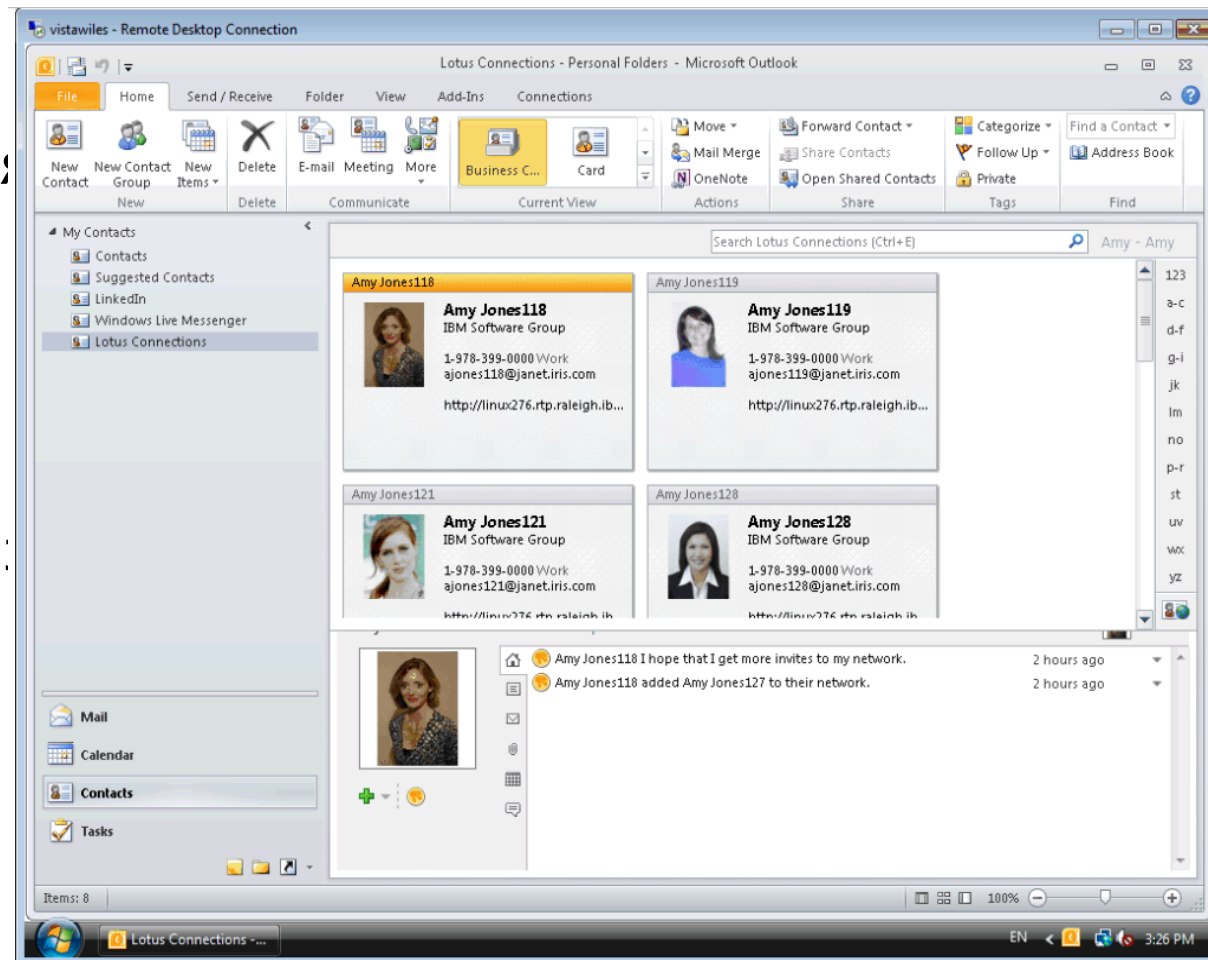 vistawiles - Remote Desktop Connection
Lotus Connections - Personal Folders - Microsoft Outlook
File Home Send / Receive Folder View Add-Ins Connections
New Contact
New Contact Group
New Items
Delete
E-mail
Meeting
More
Business C...
Card
Move
Mail Merge
OneNote
Forward Contact
Share Contacts
Open Shared Contacts
Categorize
Follow Up
Private
Find a Contact
Address Book
New Delete Communicate Current View Actions Share Tags Find
My Contacts
Contacts
Suggested Contacts
LinkedIn
Windows Live Messenger
Lotus Connections
Search Lotus Connections (Ctrl+E)
Amy - Amy
Amy Jones118
Amy Jones118
IBM Software Group
1-978-399-0000 Work
ajones118@janet.iris.com
http://linux276.rtp.raleigh.ib...
Amy Jones119
Amy Jones119
IBM Software Group
1-978-399-0000 Work
ajones119@janet.iris.com
http://linux276.rtp.raleigh.ib...
Amy Jones121
Amy Jones121
IBM Software Group
1-978-399-0000 Work
ajones121@janet.iris.com
http://linux276.rtp.raleigh.ib
Amy Jones128
Amy Jones128
IBM Software Group
1-978-399-0000 Work
ajones128@janet.iris.com
http://linux276.rtp.raleigh.ib
123
a-c
d-f
g-i
jk
lm
no
p-r
st
uv
wx
yz
Amy Jones118 I hope that I get more invites to my network. 2 hours ago
Amy Jones118 added Amy Jones127 to their network. 2 hours ago
Mail
Calendar
Contacts
Tasks
Items: 8
100%
Lotus Connections -...
EN
3:26 PM